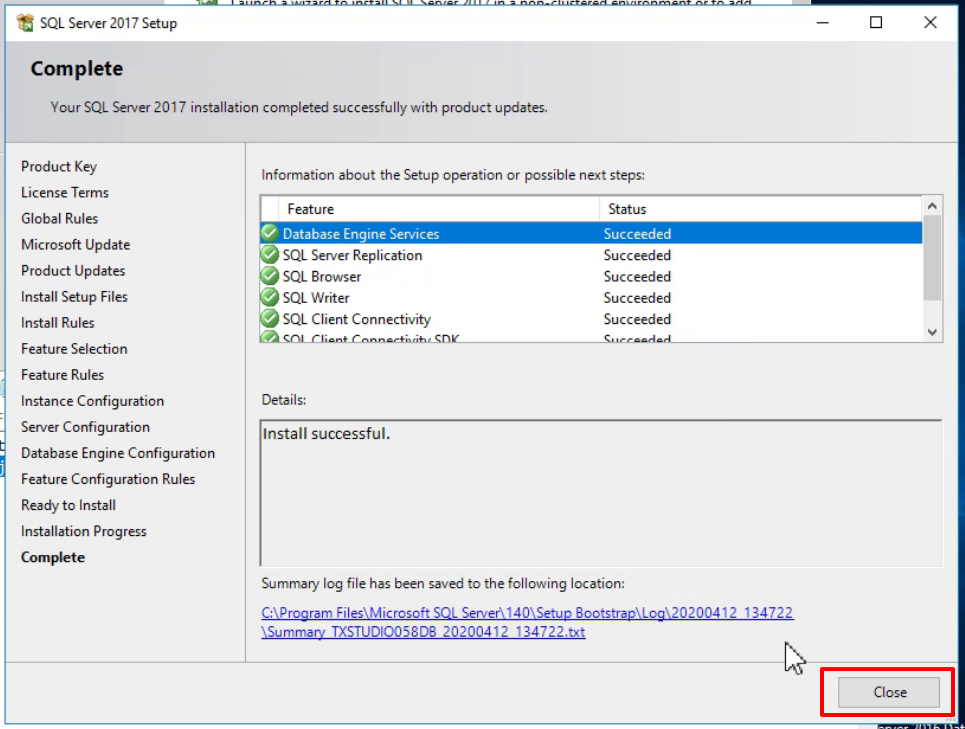 Launch a wizard to install SQL Server 2017 in a non-clustered environment or to add
SQL Server 2017 Setup
Complete
Your SQL Server 2017 installation completed successfully with product updates.
Product Key
License Terms
Global Rules
Microsoft Update
Product Updates
Install Setup Files
Install Rules
Feature Selection
Feature Rules
Instance Configuration
Server Configuration
Database Engine Configuration
Feature Configuration Rules
Ready to Install
Installation Progress
Complete
Information about the Setup operation or possible next steps:
Feature Status
Database Engine Services Succeeded
SQL Server Replication Succeeded
SQL Browser Succeeded
SQL Writer Succeeded
SQL Client Connectivity Succeeded
SQL Client Connectivity SDK Succeeded
Details:
Install successful.
Summary log file has been saved to the following location:
C:\Program Files\Microsoft SQL Server\140\Setup Bootstrap\Log\20200412_134722
\Summary_TXSTUDIO058DB_20200412_134722.txt
Close